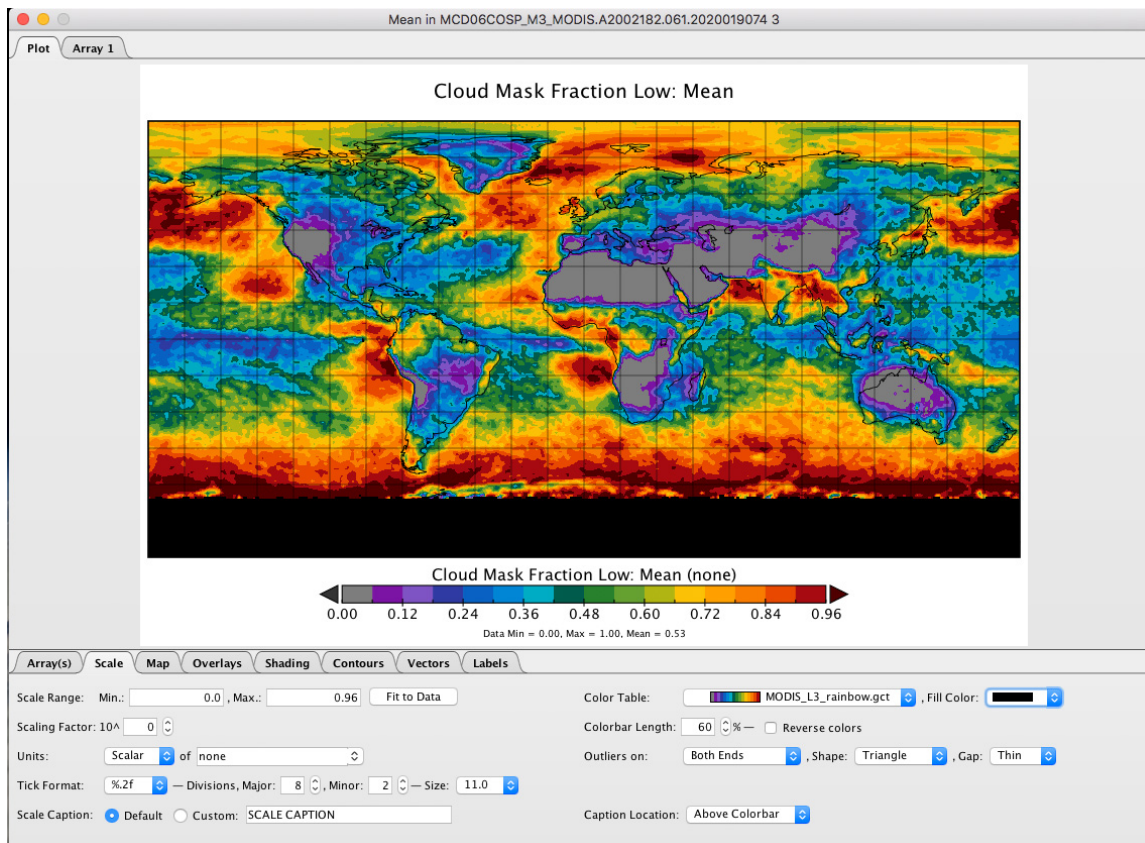 Mean in MCD06COSP_M3_MODIS.A2002182.061.2020019074 3
Plot Array 1
Cloud Mask Fraction Low: Mean
Cloud Mask Fraction Low: Mean (none)
0.00 0.12 0.24 0.36 0.48 0.60 0.72 0.84 0.96
Data Min = 0.00, Max = 1.00, Mean = 0.53
Array(s) Scale Map Overlays Shading Contours Vectors Labels
Scale Range: Min.: 0.0 , Max.: 0.96 Fit to Data Color Table: MODIS_L3_rainbow.gct , Fill Color:
Scaling Factor: 10^ 0 Colorbar Length: 60 % — Reverse colors
Units: Scalar of none Outliers on: Both Ends , Shape: Triangle , Gap: Thin
Tick Format: %.2f — Divisions, Major: 8 , Minor: 2 — Size: 11.0
Scale Caption: Default Custom: SCALE CAPTION Caption Location: Above Colorbar